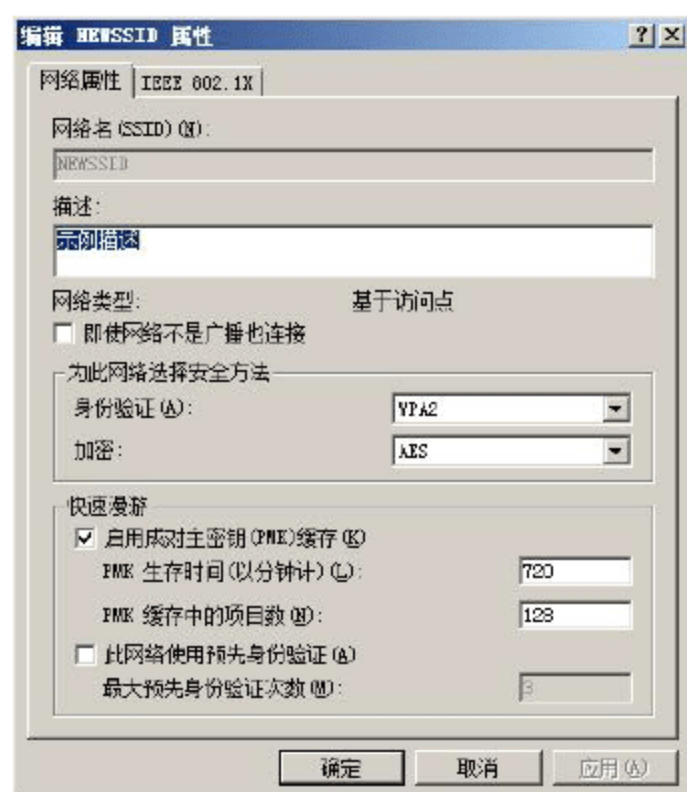 编辑 NEWSSID 属性
网络属性 IEEE 802.1X
网络名(SSID)(N):
NEWSSID
描述:
示例描述
网络类型: 基于访问点
即使网络不是广播也连接
为此网络选择安全方法
身份验证(A): WPA2
加密: AES
快速漫游
启用成对主密钥(PMK)缓存(K)
PMK 生存时间(以分钟计)(L): 720
PMK 缓存中的项目数(N): 128
此网络使用预先身份验证(A)
最大预先身份验证次数(M): 3
确定 取消 应用(A)